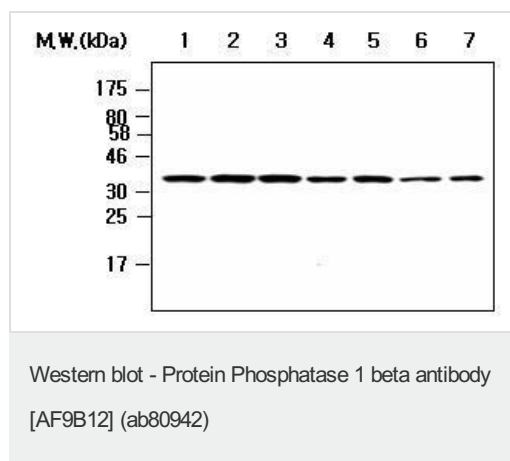 M.W.(kDa) 1 2 3 4 5 6 7
175
80
58
46
30
25
17
Western blot - Protein Phosphatase 1 beta antibody
[AF9B12] (ab80942)